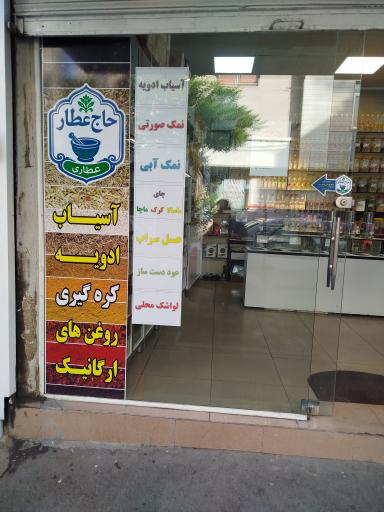 حاج عطار
عطاری
آسیاب
ادویه
کره گیری
روغن های
ارگانیک
آسیاب ادویه
نمک صورتی
نمک آبی
چای
ماسالا کرک ماچا
عسل سراب
عود دست ساز
لواشک محلی